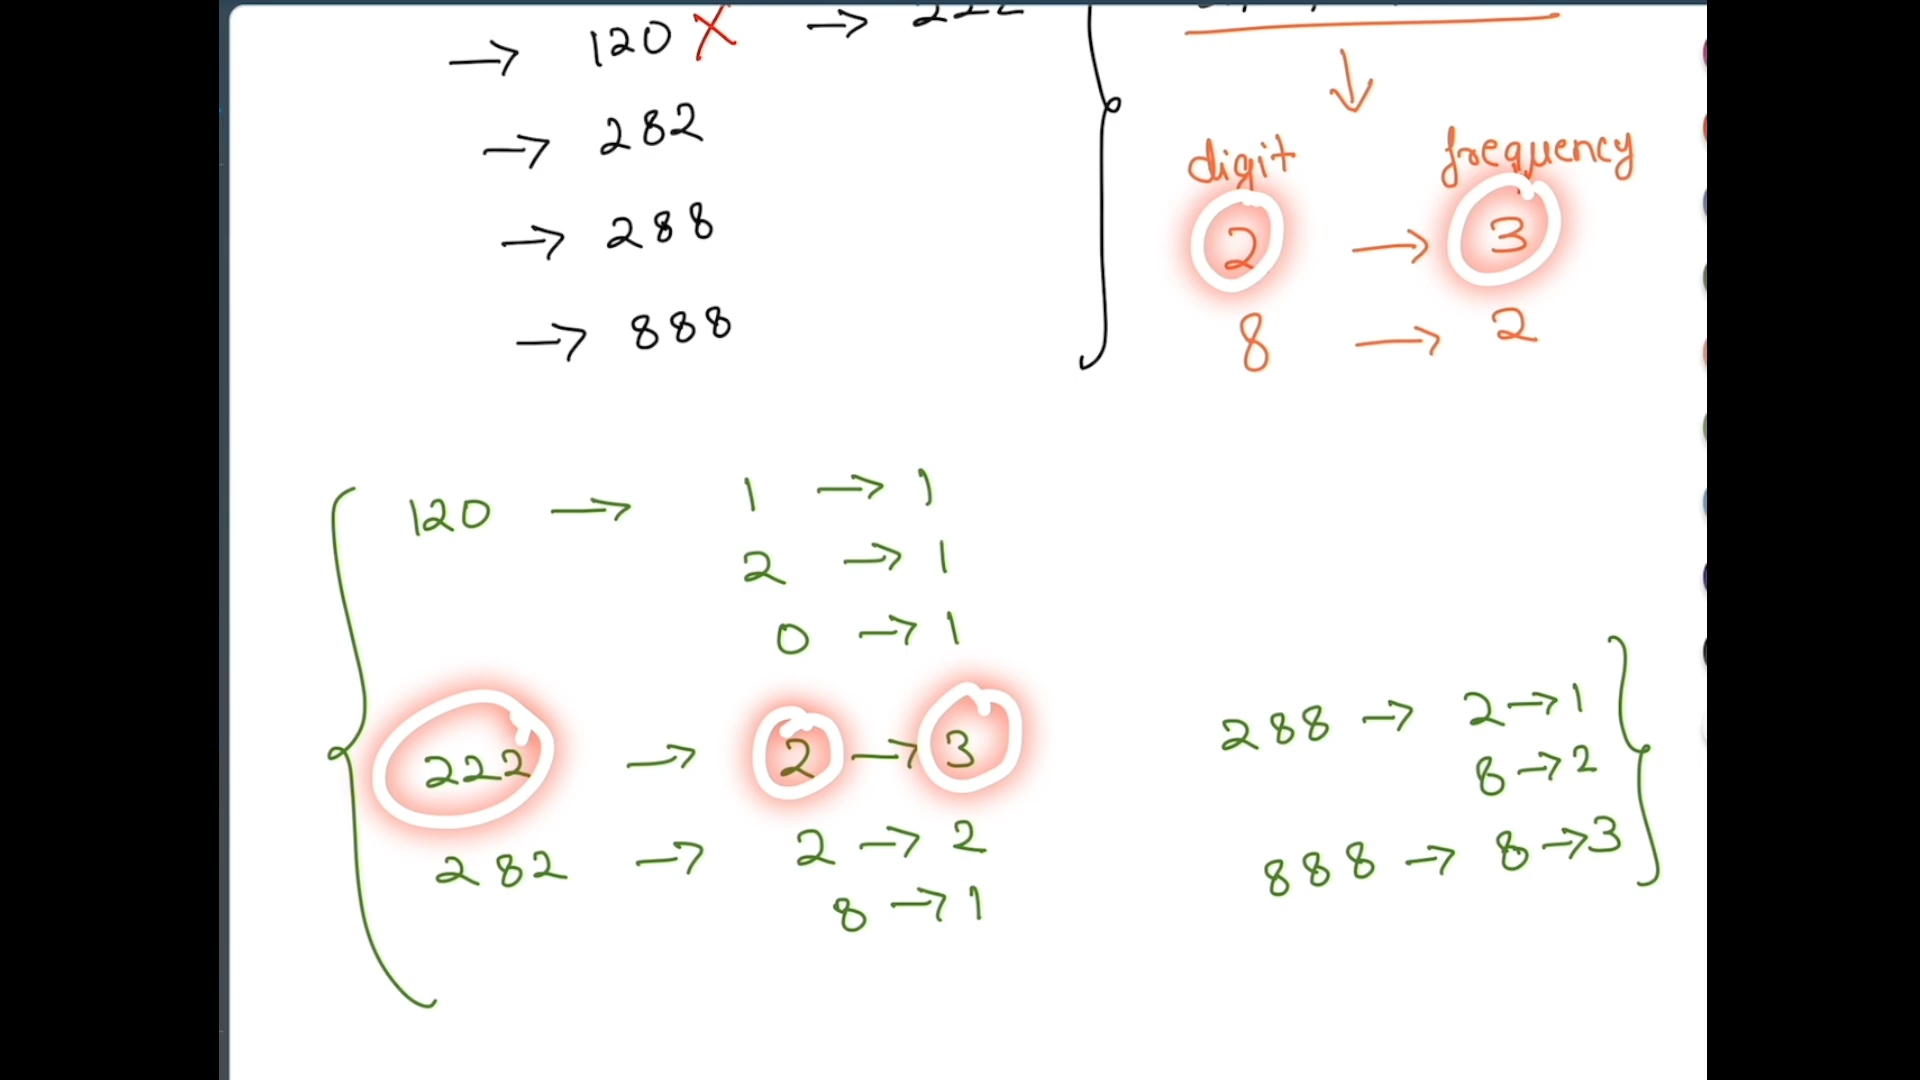 → 120 X → 222
→ 282
→ 288
→ 888
digit frequency
2 → 3
8 → 2
120 → 1 → 1
2 → 1
0 → 1
222 → 2 → 3
282 → 2 → 2
8 → 1
288 → 2 → 1
8 → 2
888 → 8 → 3